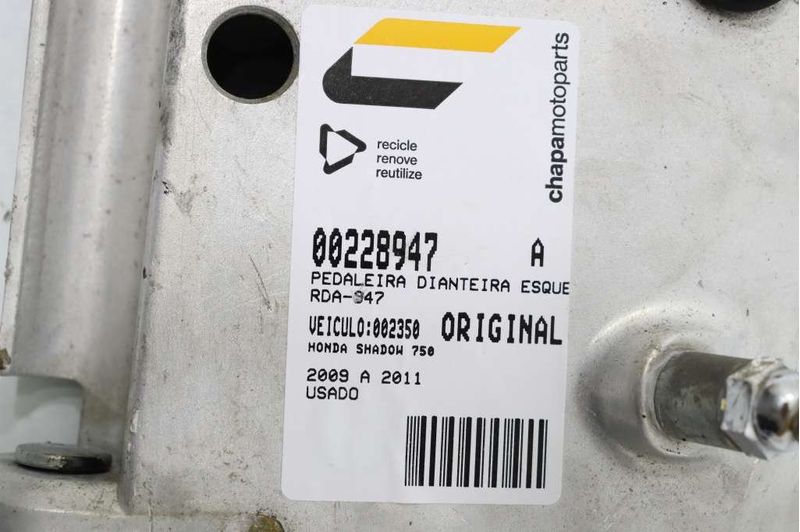 chapamotoparts
recicle
renove
reutilize
00228947 A
PEDALEIRA DIANTEIRA ESQUE
RDA-947
VEICULO:002350 ORIGINAL
HONDA SHADOW 750
2009 A 2011
USADO